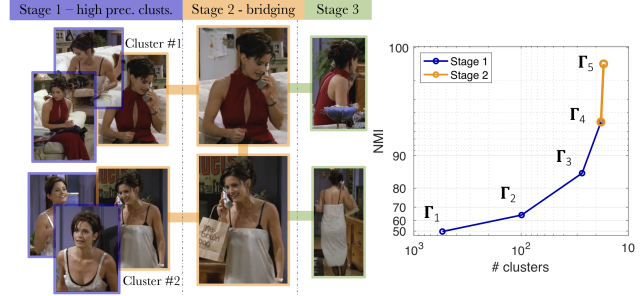 Stage 1 – high prec. clusts.
Stage 2 - bridging
Stage 3
Cluster #1
Cluster #2
100
90
80
70
60
50
NMI
Stage 1
Stage 2
Γ1
Γ2
Γ3
Γ4
Γ5
10³
10²
10
# clusters